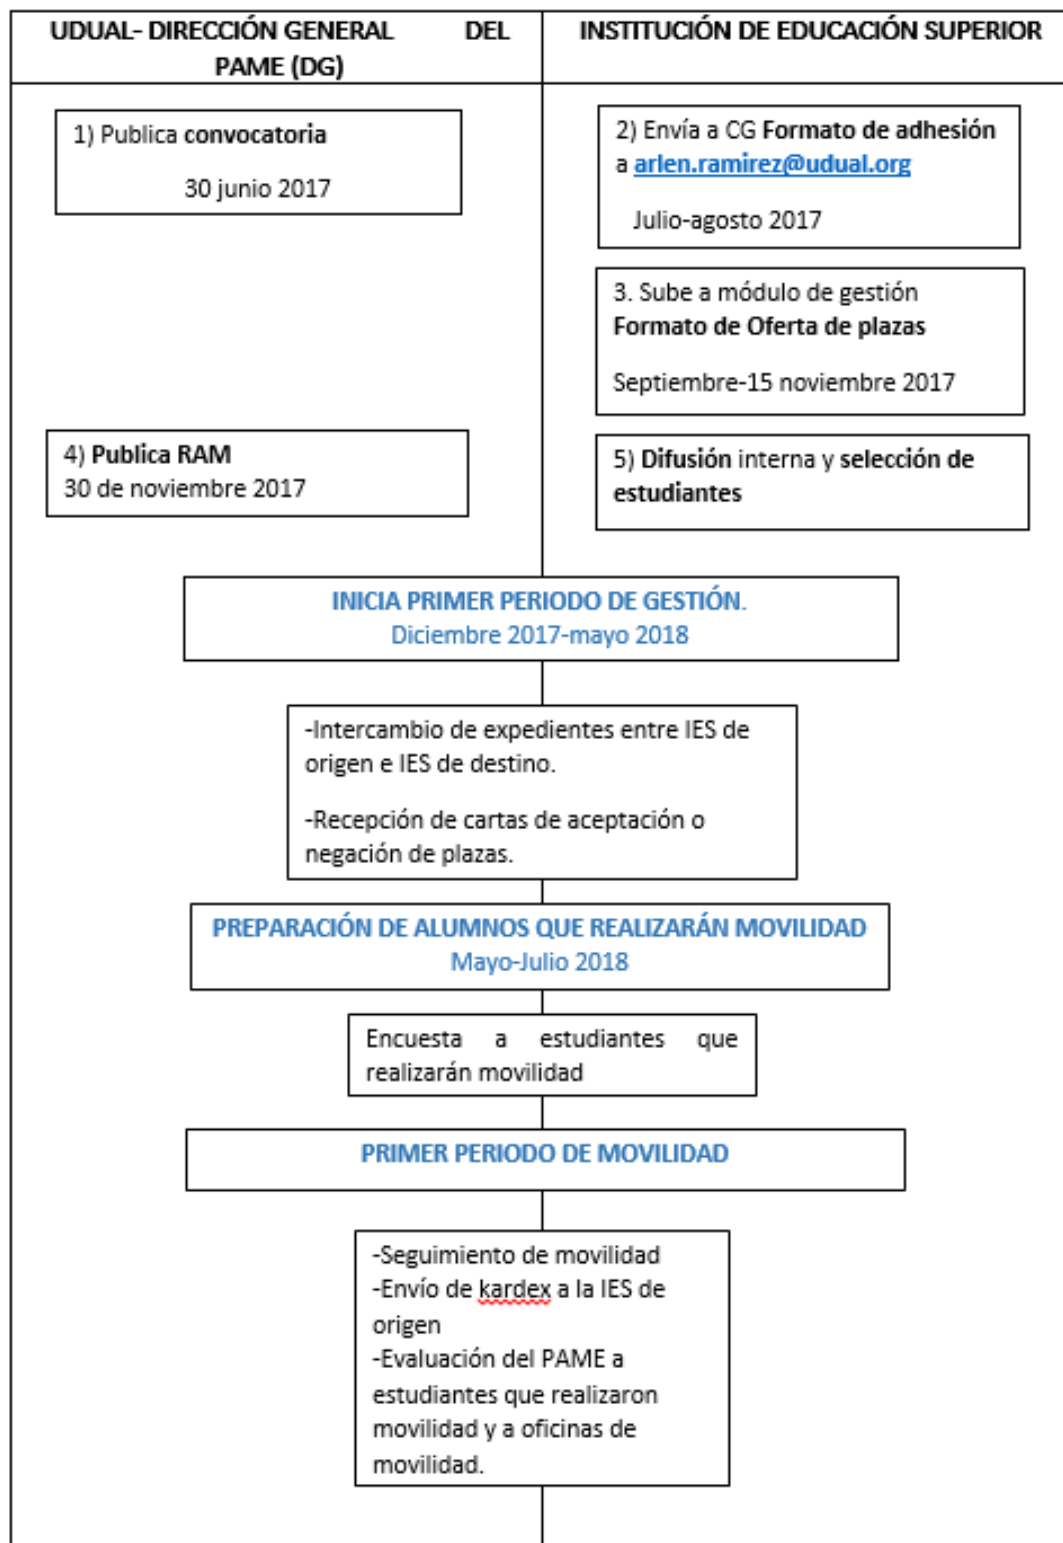 UDUAL- DIRECCIÓN GENERAL DEL
PAME (DG)
INSTITUCIÓN DE EDUCACIÓN SUPERIOR
1) Publica convocatoria
30 junio 2017
2) Envía a CG Formato de adhesión
a arlen.ramirez@udual.org
Julio-agosto 2017
3. Sube a módulo de gestión
Formato de Oferta de plazas
Septiembre-15 noviembre 2017
4) Publica RAM
30 de noviembre 2017
5) Difusión interna y selección de
estudiantes
INICIA PRIMER PERIODO DE GESTIÓN.
Diciembre 2017-mayo 2018
-Intercambio de expedientes entre IES de
origen e IES de destino.
-Recepción de cartas de aceptación o
negación de plazas.
PREPARACIÓN DE ALUMNOS QUE REALIZARÁN MOVILIDAD
Mayo-Julio 2018
Encuesta a estudiantes que
realizarán movilidad
PRIMER PERIODO DE MOVILIDAD
-Seguimiento de movilidad
-Envío de kardex a la IES de
origen
-Evaluación del PAME a
estudiantes que realizaron
movilidad y a oficinas de
movilidad.